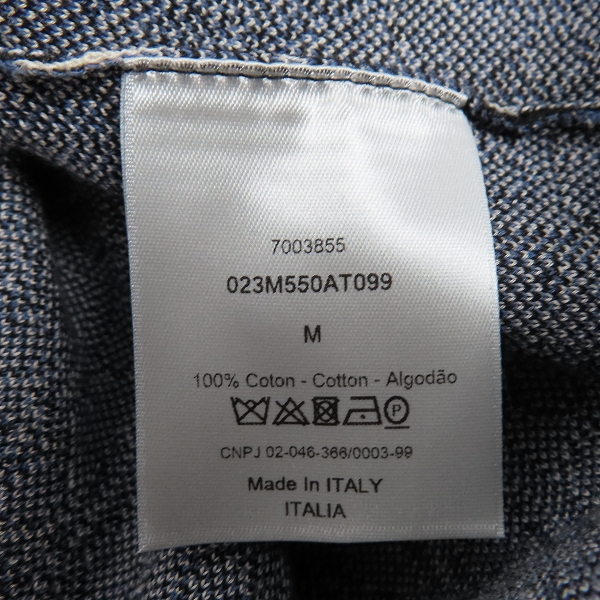 7003855
023M550AT099
M
100% Coton - Cotton - Algodão
P
CNPJ 02-046-366/0003-99
Made In ITALY
ITALIA